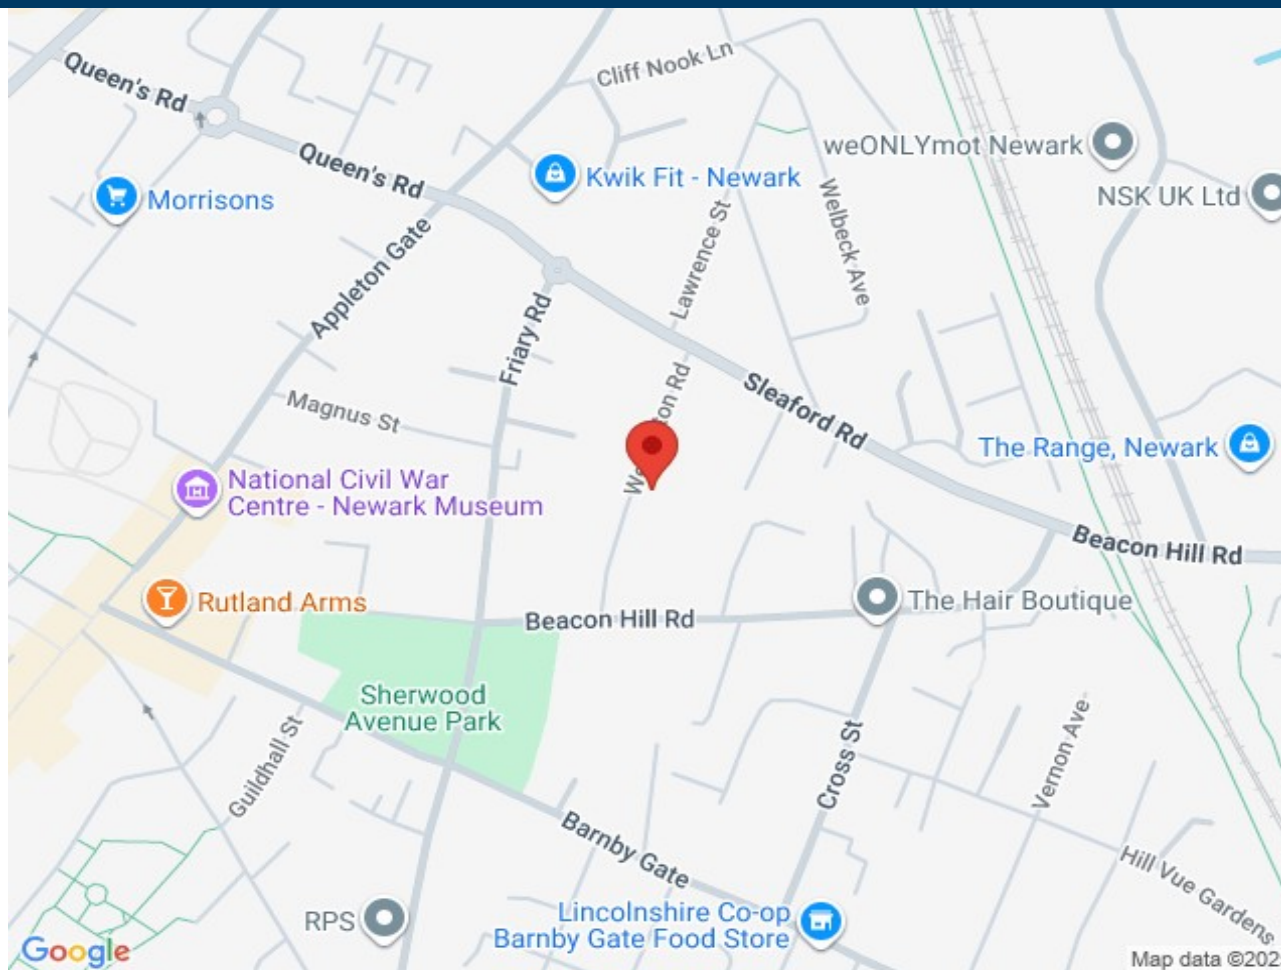 Cliff Nook Ln
Queen's Rd
Queen's Rd
weONLYmot Newark
Kwik Fit - Newark
NSK UK Ltd
Morrisons
Welbeck Ave
Lawrence St
Appleton Gate
Friary Rd
Magnus St
Sleaford Rd
The Range, Newark
National Civil War
Centre - Newark Museum
Beacon Hill Rd
Rutland Arms
The Hair Boutique
Beacon Hill Rd
Sherwood
Avenue Park
Guildhall St
Cross St
Vernon Ave
Barnby Gate
Hill Vue Gardens
RPS
Lincolnshire Co-op
Barnby Gate Food Store
Google
Map data ©202